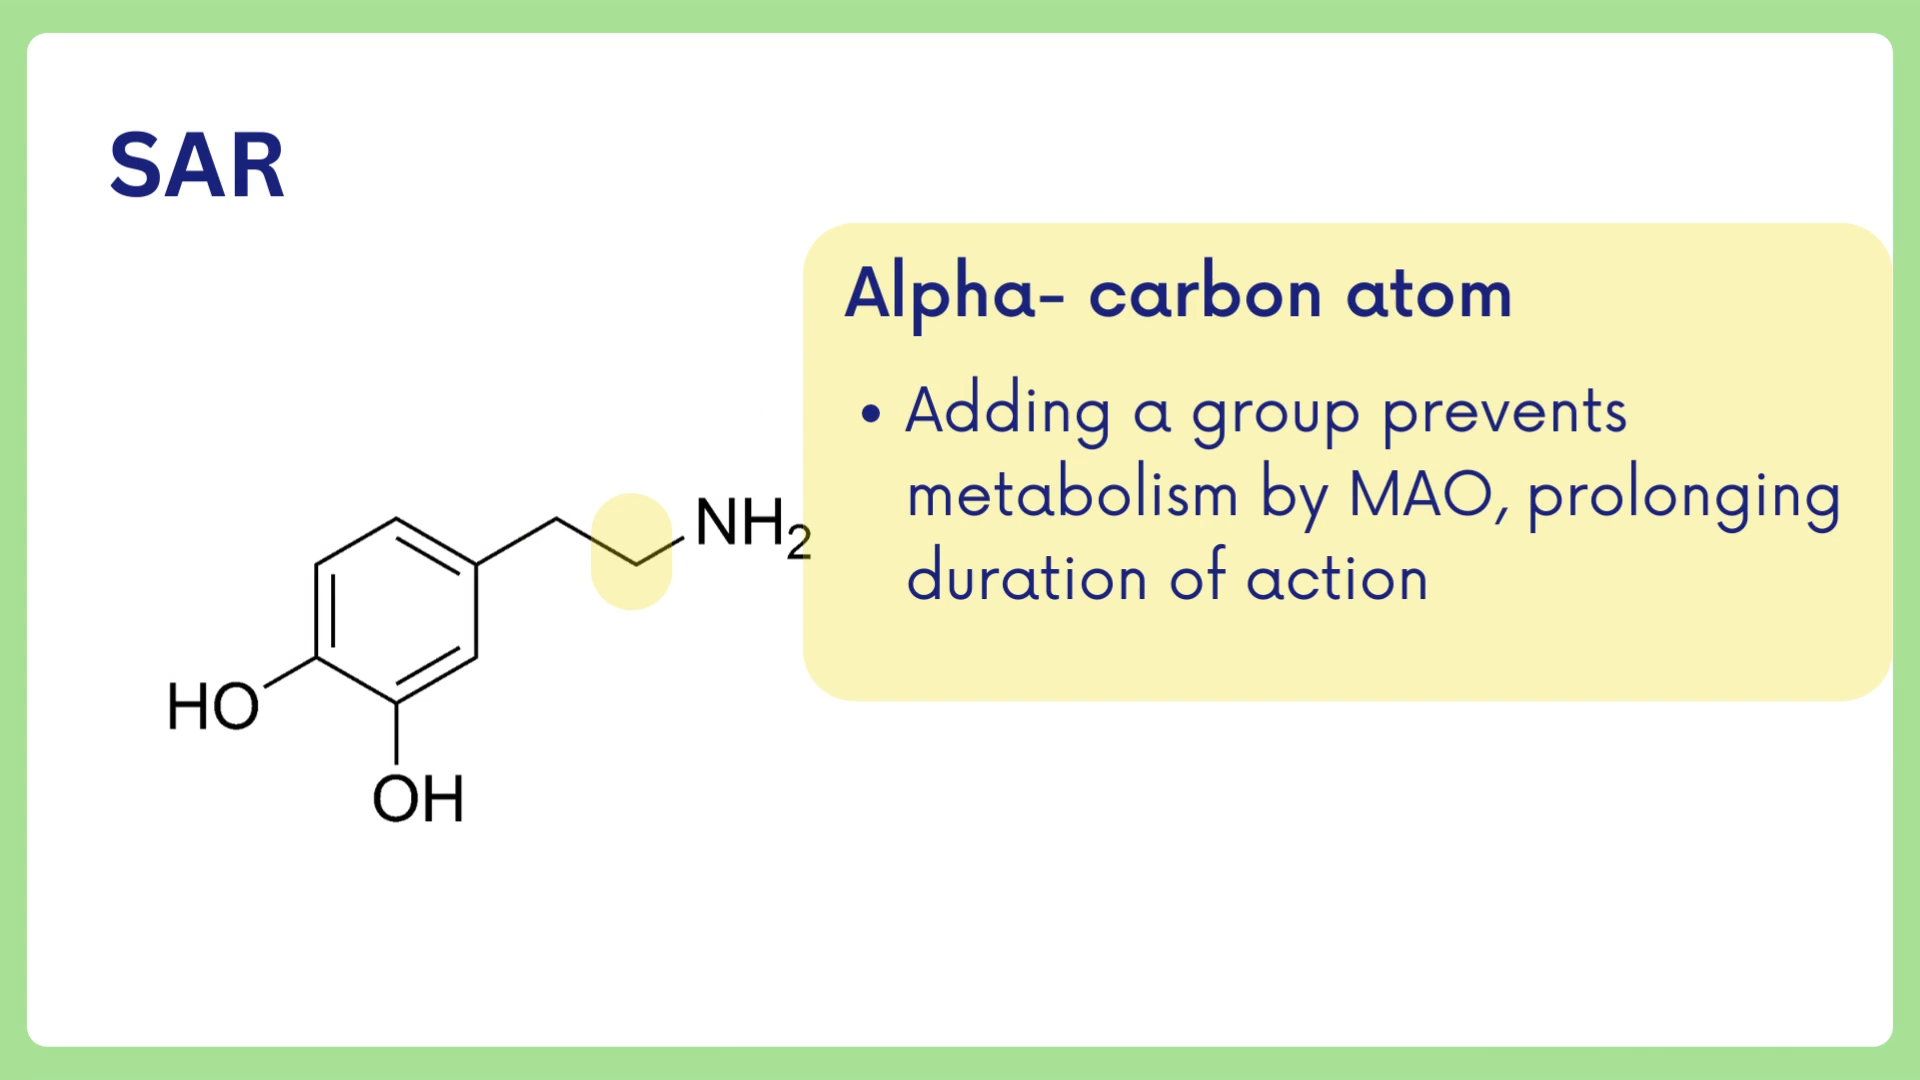 SAR
Alpha- carbon atom
• Adding a group prevents
metabolism by MAO, prolonging
duration of action
NH2
HO
OH